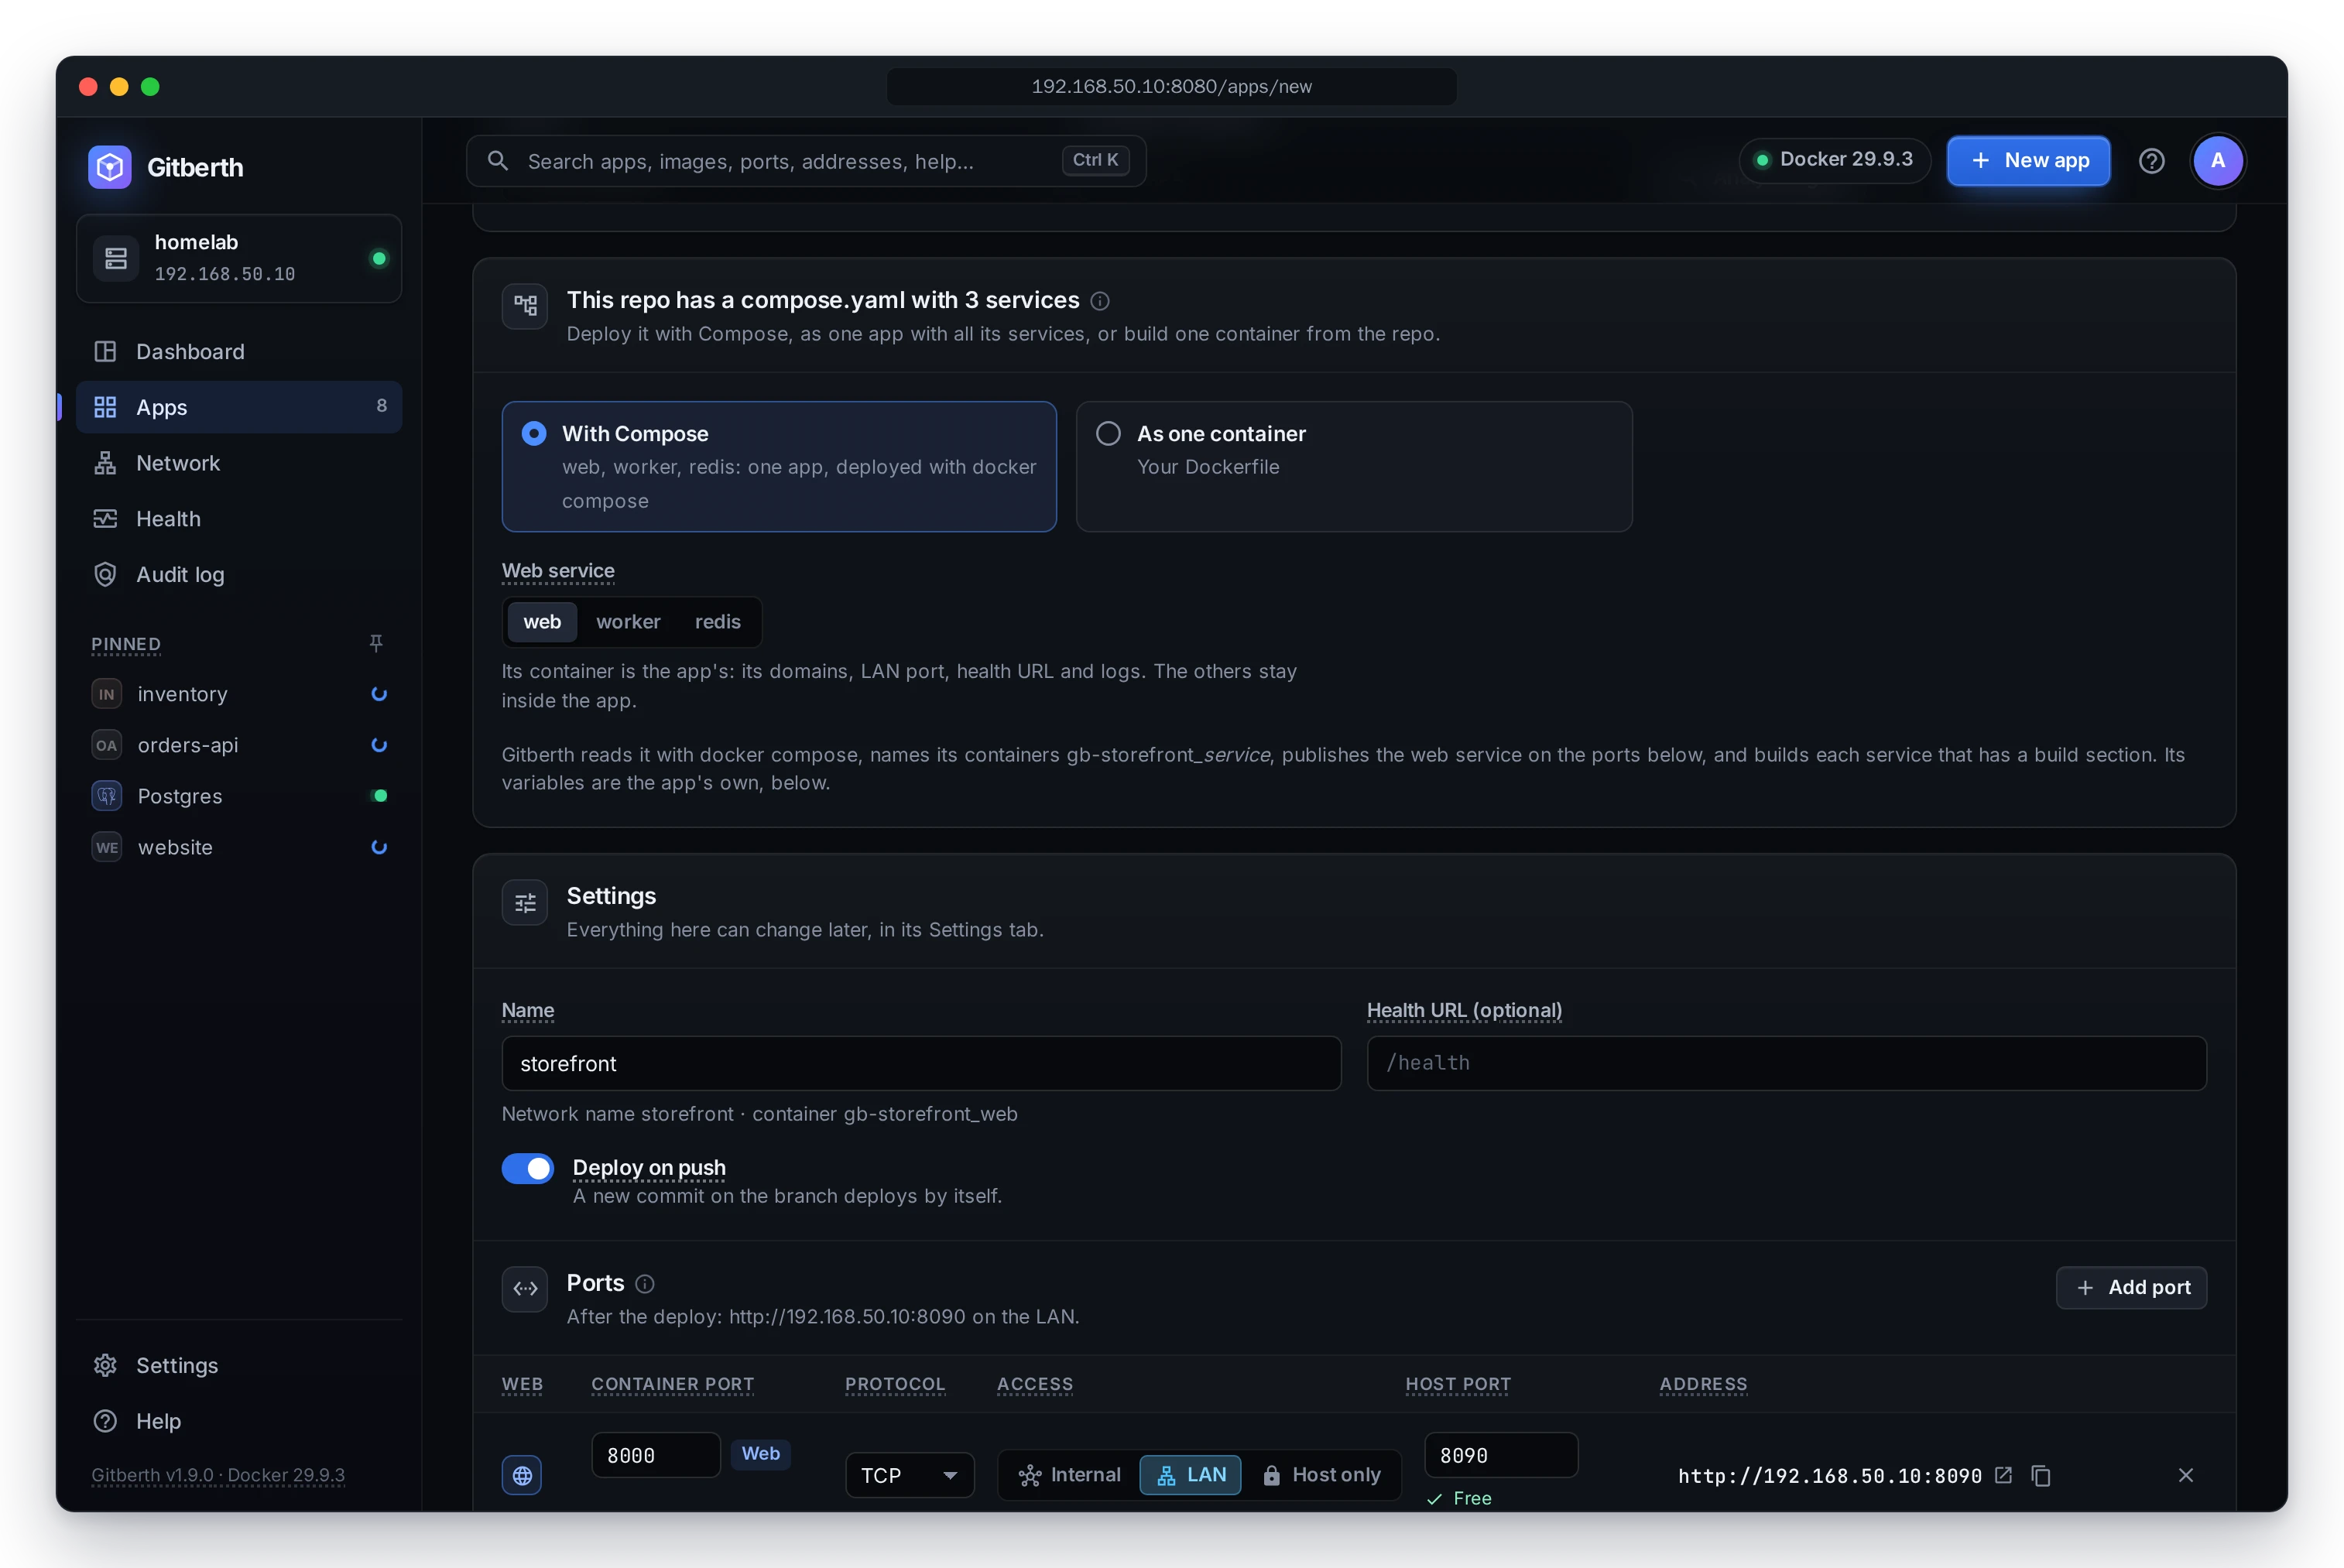 192.168.50.10:8080/apps/new
Gitberth
Search apps, images, ports, addresses, help...
Ctrl K
Docker 29.9.3
New app
A
homelab
192.168.50.10
Dashboard
Apps
8
Network
Health
Audit log
PINNED
IN
inventory
OA
orders-api
Postgres
WE
website
Settings
Help
Gitberth v1.9.0 · Docker 29.9.3
This repo has a compose.yaml with 3 services
Deploy it with Compose, as one app with all its services, or build one container from the repo.
With Compose
web, worker, redis: one app, deployed with docker
compose
As one container
Your Dockerfile
Web service
web
worker
redis
Its container is the app's: its domains, LAN port, health URL and logs. The others stay
inside the app.
Gitberth reads it with docker compose, names its containers gb-storefront_service, publishes the web service on the ports below, and builds each service that has a build section. Its
variables are the app's own, below.
Settings
Everything here can change later, in its Settings tab.
Name
storefront
Network name storefront · container gb-storefront_web
Health URL (optional)
/health
Deploy on push
A new commit on the branch deploys by itself.
Ports
After the deploy: http://192.168.50.10:8090 on the LAN.
Add port
WEB
CONTAINER PORT
PROTOCOL
ACCESS
HOST PORT
ADDRESS
8000
Web
TCP
Internal
LAN
Host only
8090
Free
http://192.168.50.10:8090